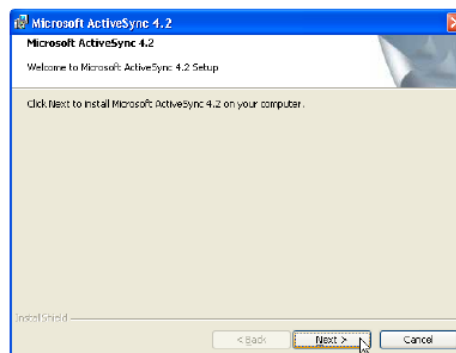 Microsoft ActiveSync 4.2
Microsoft ActiveSync 4.2
Welcome to Microsoft ActiveSync 4.2 Setup
Click Next to install Microsoft ActiveSync 4.2 on your computer.
InstallShield
< Back Next > Cancel